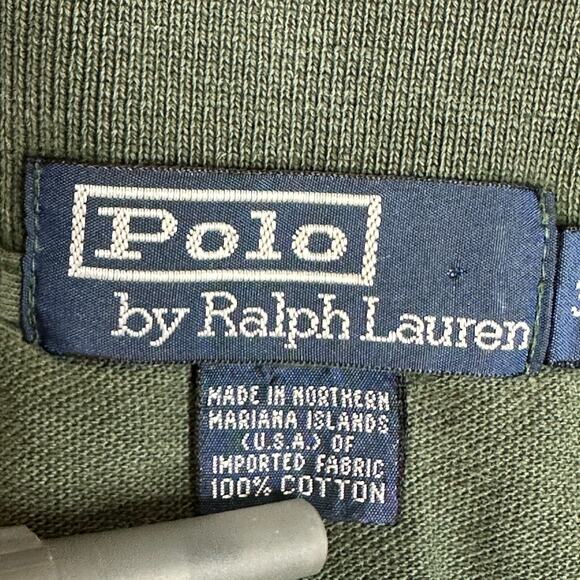 Polo
by Ralph Lauren
MADE IN NORTHERN
MARIANA ISLANDS
(U.S.A.) OF
IMPORTED FABRIC
100% COTTON